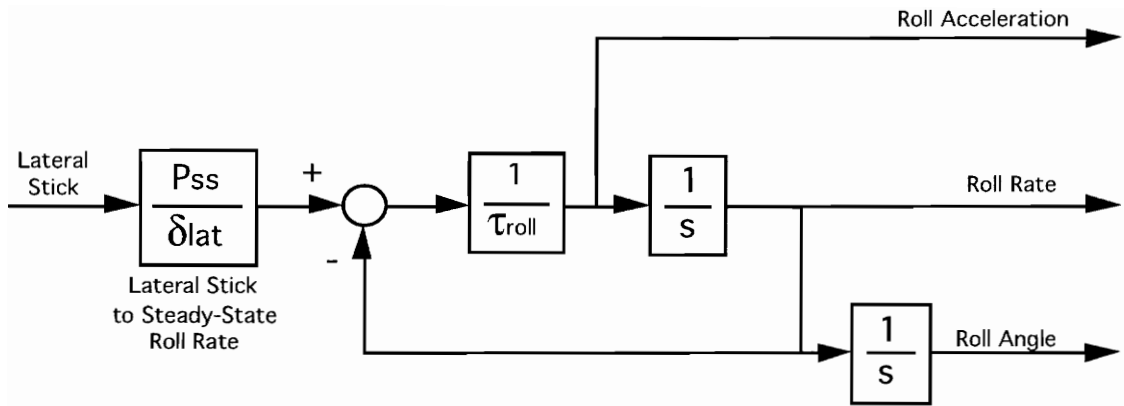 Roll Acceleration
Lateral
Stick
Pss
δlat
+
-
1
τroll
1
s
Roll Rate
Lateral Stick
to Steady-State
Roll Rate
1
s
Roll Angle